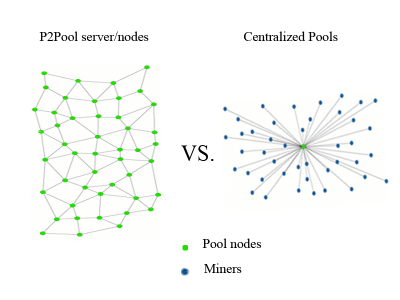 P2Pool server/nodes
Centralized Pools
VS.
Pool nodes
Miners